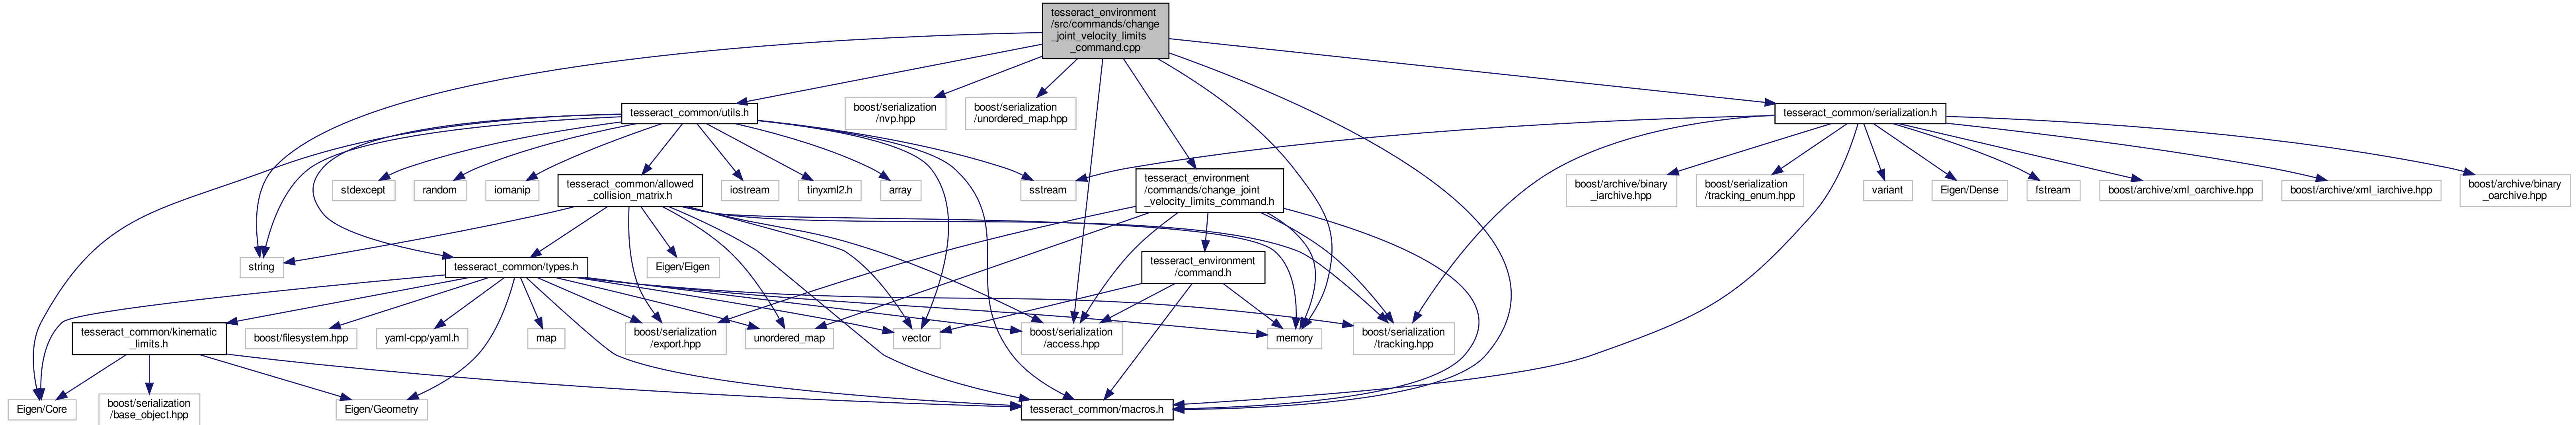 tesseract_environment
/src/commands/change
_joint_velocity_limits
_command.cpp
tesseract_common/utils.h
boost/serialization
/nvp.hpp
boost/serialization
/unordered_map.hpp
tesseract_common/serialization.h
stdexcept
random
iomanip
tesseract_common/allowed
_collision_matrix.h
iostream
tinyxml2.h
array
sstream
tesseract_environment
/commands/change_joint
_velocity_limits_command.h
boost/archive/binary
_iarchive.hpp
boost/serialization
/tracking_enum.hpp
variant
Eigen/Dense
fstream
boost/archive/xml_oarchive.hpp
boost/archive/xml_iarchive.hpp
boost/archive/binary
_oarchive.hpp
string
tesseract_common/types.h
Eigen/Eigen
tesseract_environment
/command.h
tesseract_common/kinematic
_limits.h
boost/filesystem.hpp
yaml-cpp/yaml.h
map
boost/serialization
/export.hpp
unordered_map
vector
boost/serialization
/access.hpp
memory
boost/serialization
/tracking.hpp
Eigen/Core
boost/serialization
/base_object.hpp
Eigen/Geometry
tesseract_common/macros.h